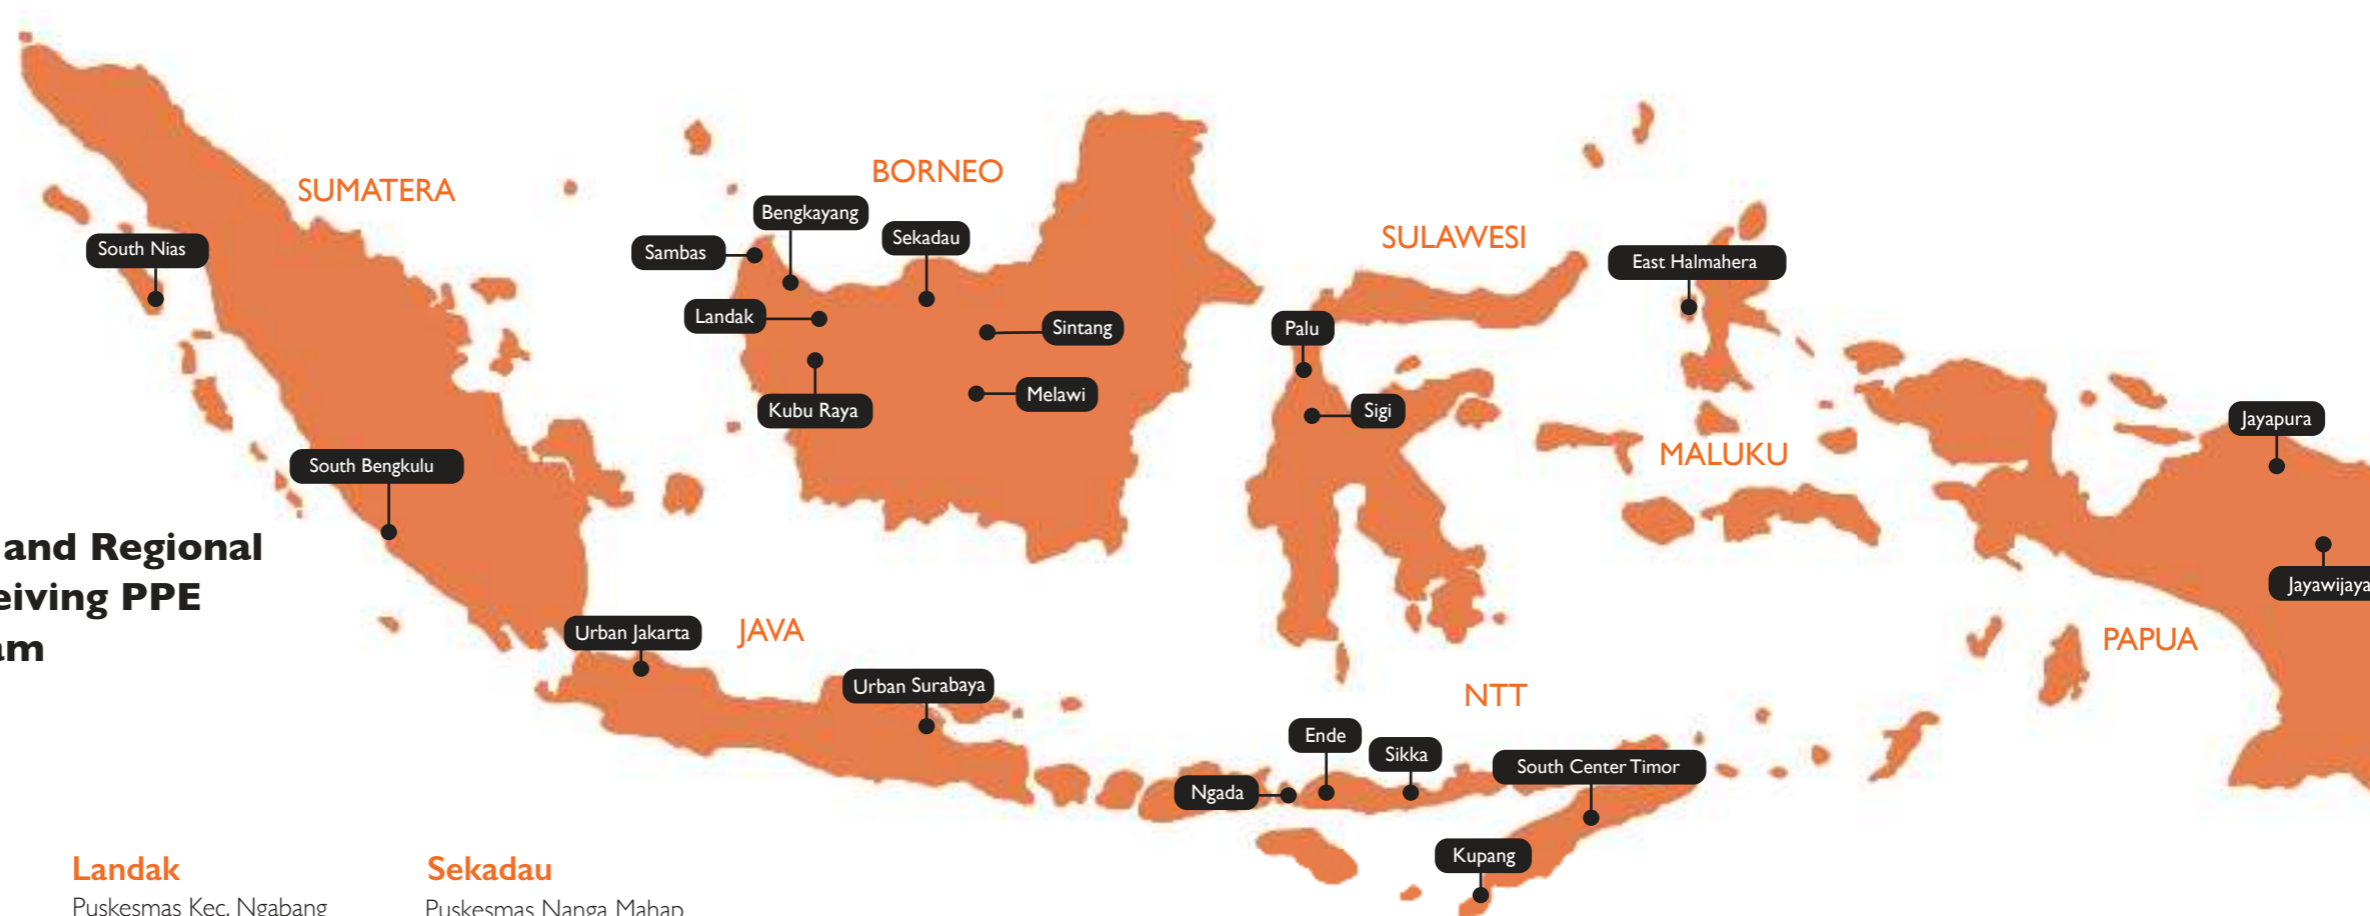 BORNEO
SUMATERA
Bengkayang
Sekadau
SULAWESI
South Nias
Sambas
East Halmahera
Landak
Sintang
Palu
Melawi
Kubu Raya
Sigi
Jayapura
MALUKU
South Bengkulu
and Regional
eiving PPE
am
Jayawijaya
Urban Jakarta
JAVA
PAPUA
Urban Surabaya
NTT
Ende
Sikka
South Center Timor
Ngada
Kupang
Landak
Puskesmas Kec. Ngabang
Sekadau
Puskesmas Nanga Mahap